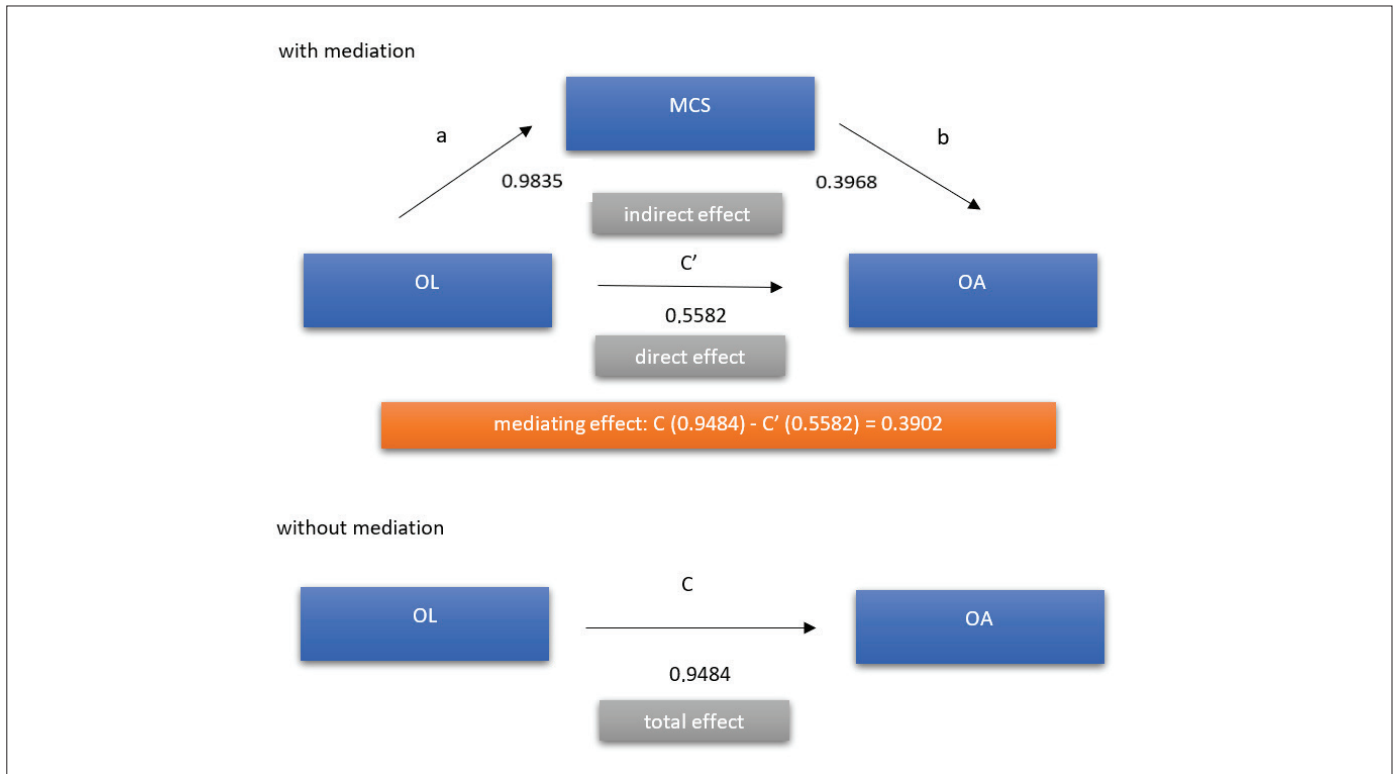 with mediation
MCS
a
b
0.9835
0.3968
indirect effect
C’
OL
OA
0,5582
direct effect
mediating effect: C (0.9484) - C’ (0.5582) = 0.3902
without mediation
C
OL
OA
0,9484
total effect